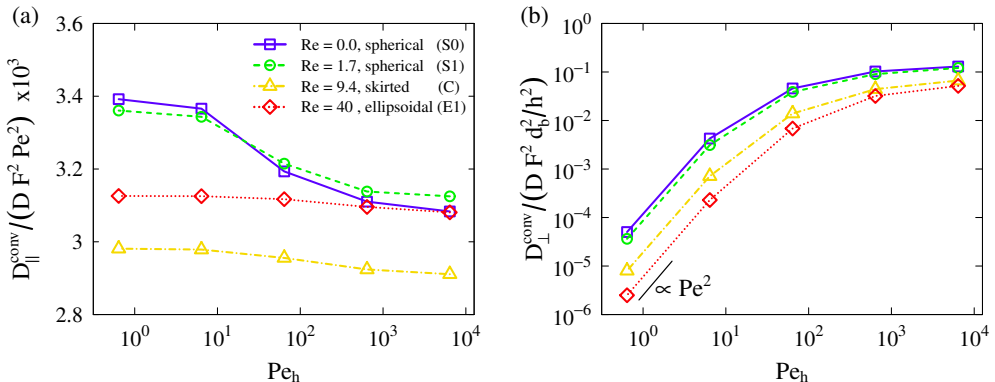 (a)
3.6
3.4
3.2
3
2.8
D∥^conv/(D F² Pe²) x10³
Re = 0.0, spherical (S0)
Re = 1.7, spherical (S1)
Re = 9.4, skirted (C)
Re = 40 , ellipsoidal (E1)
10⁰ 10¹ 10² 10³ 10⁴
Pe_h
(b)
10⁰
10⁻¹
10⁻²
10⁻³
10⁻⁴
10⁻⁵
10⁻⁶
D⊥^conv/(D F² d_b²/h²)
∝ Pe²
10⁰ 10¹ 10² 10³ 10⁴
Pe_h